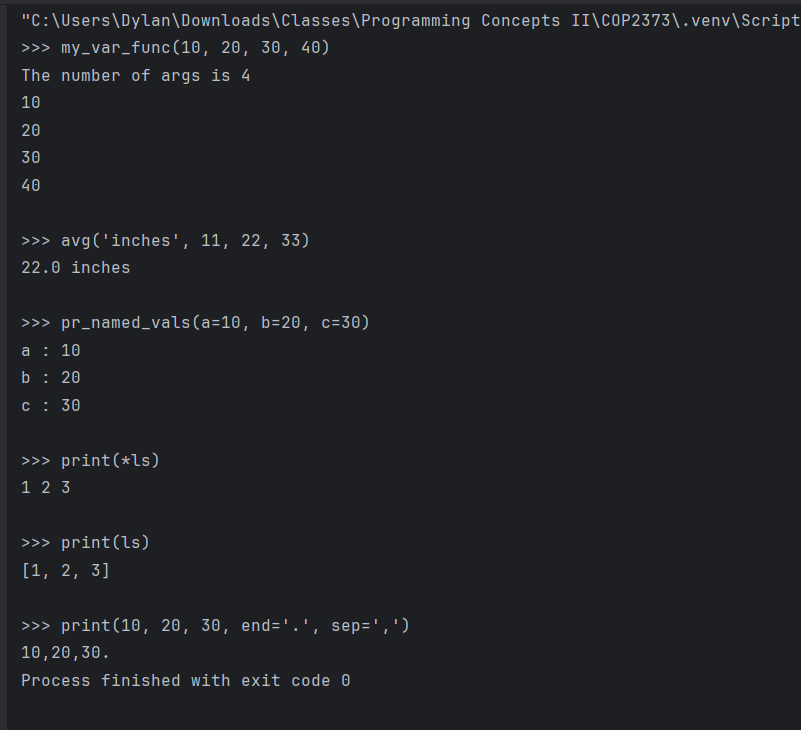 "C:\Users\Dylan\Downloads\Classes\Programming Concepts II\COP2373\.venv\Script
>>> my_var_func(10, 20, 30, 40)
The number of args is 4
10
20
30
40
>>> avg('inches', 11, 22, 33)
22.0 inches
>>> pr_named_vals(a=10, b=20, c=30)
a : 10
b : 20
c : 30
>>> print(*ls)
1 2 3
>>> print(ls)
[1, 2, 3]
>>> print(10, 20, 30, end='.', sep=',')
10,20,30.
Process finished with exit code 0